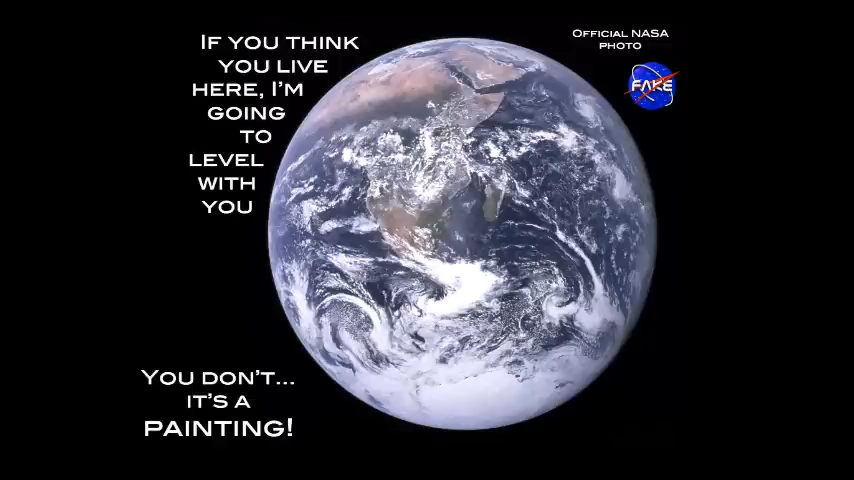 If you think
you live
here, I'm
going
to
level
with
you
Official NASA
photo
FAKE
You don't...
it's a
painting!